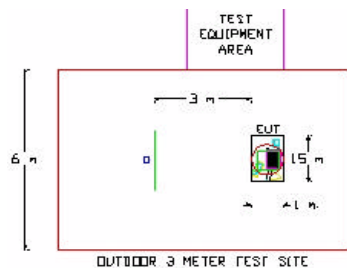 TEST
EQUIPMENT
AREA
3 m
EUT
6 m
1.5 m
1 m
OUTDOOR 3 METER TEST SITE